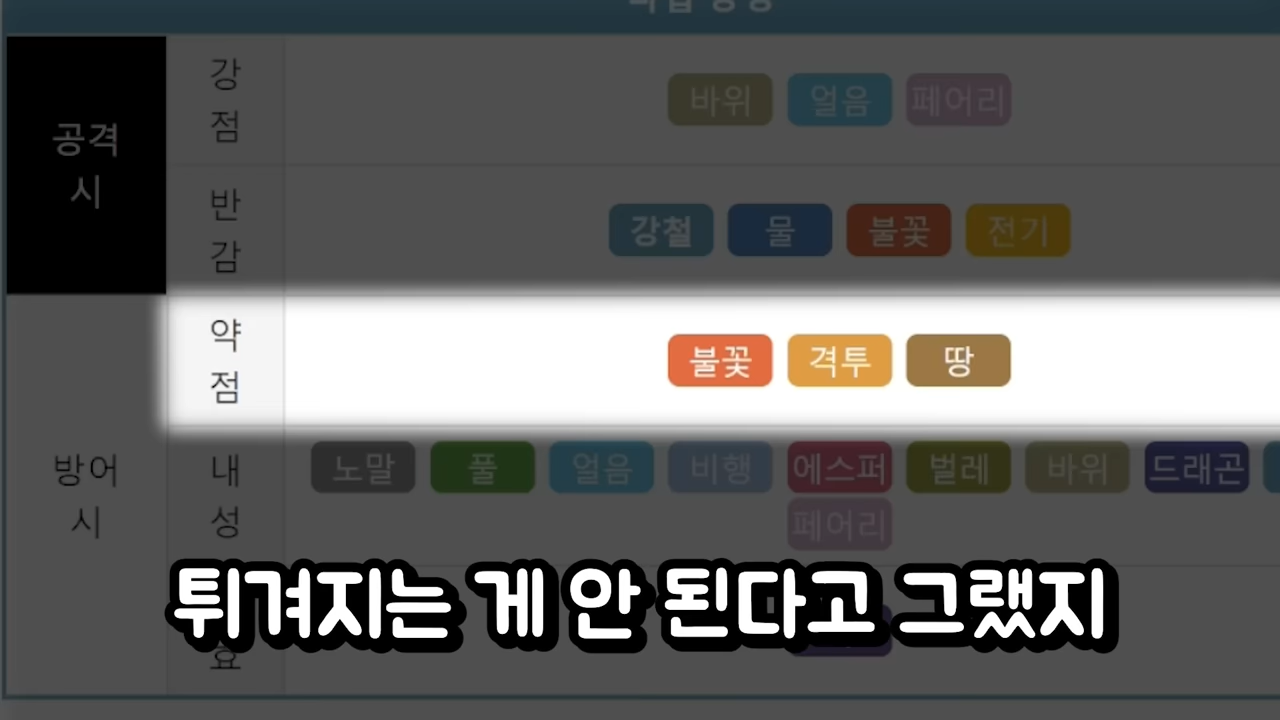 공격
시
강
점
바위 얼음 페어리
반
감
강철 물 불꽃 전기
약
점
불꽃 격투 땅
방어
시
내
성
노말 풀 얼음 비행 에스퍼 벌레 바위 드래곤
페어리
튀겨지는 게 안 된다고 그랬지
효